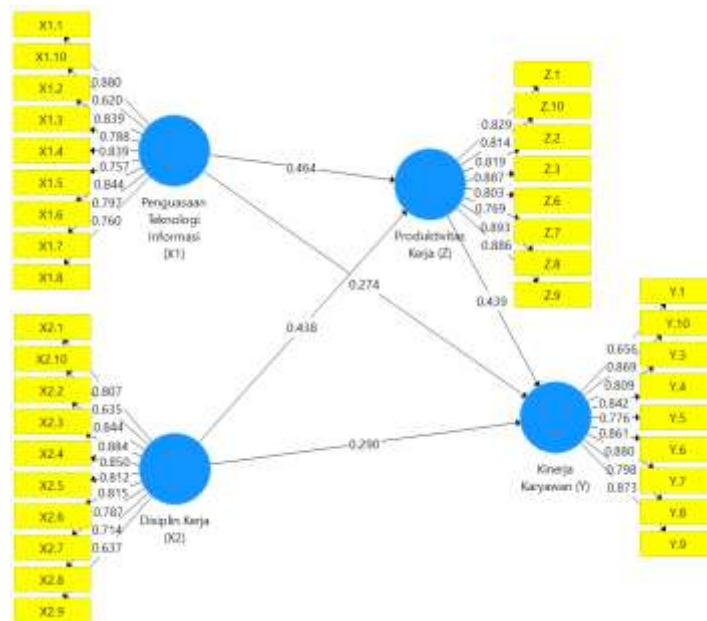 X1.1
X1.10
X1.2
X1.3
X1.4
X1.5
X1.6
X1.7
X1.8
0.880
0.620
0.839
0.788
0.839
0.757
0.844
0.797
0.760
Penguasaan
Teknologi
Informasi
(X1)
0.464
0.274
0.438
0.290
0.439
Z.1
Z.10
Z.2
Z.3
Z.6
Z.7
Z.8
Z.9
0.829
0.814
0.819
0.887
0.803
0.769
0.893
0.886
Produktivitas
Kerja (Z)
X2.1
X2.10
X2.2
X2.3
X2.4
X2.5
X2.6
X2.7
X2.8
X2.9
0.807
0.635
0.844
0.884
0.850
0.812
0.815
0.787
0.714
0.637
Disiplin Kerja
(X2)
Y.1
Y.10
Y.3
Y.4
Y.5
Y.6
Y.7
Y.8
Y.9
0.656
0.869
0.809
0.842
0.776
0.861
0.880
0.798
0.873
Kinerja
Karyawan (Y)